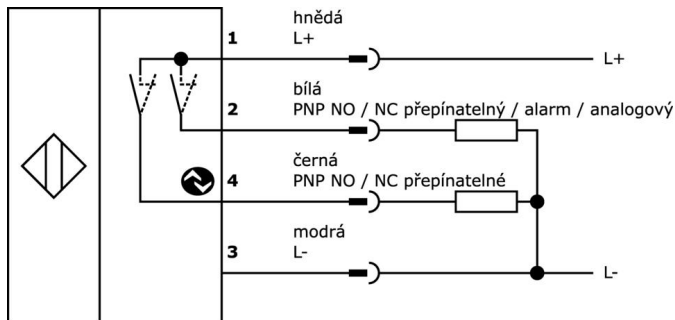 hnědá
1 L+
L+
bílá
2 PNP NO / NC přepínatelný / alarm / analogový
černá
4 PNP NO / NC přepínatelné
modrá
3 L-
L-